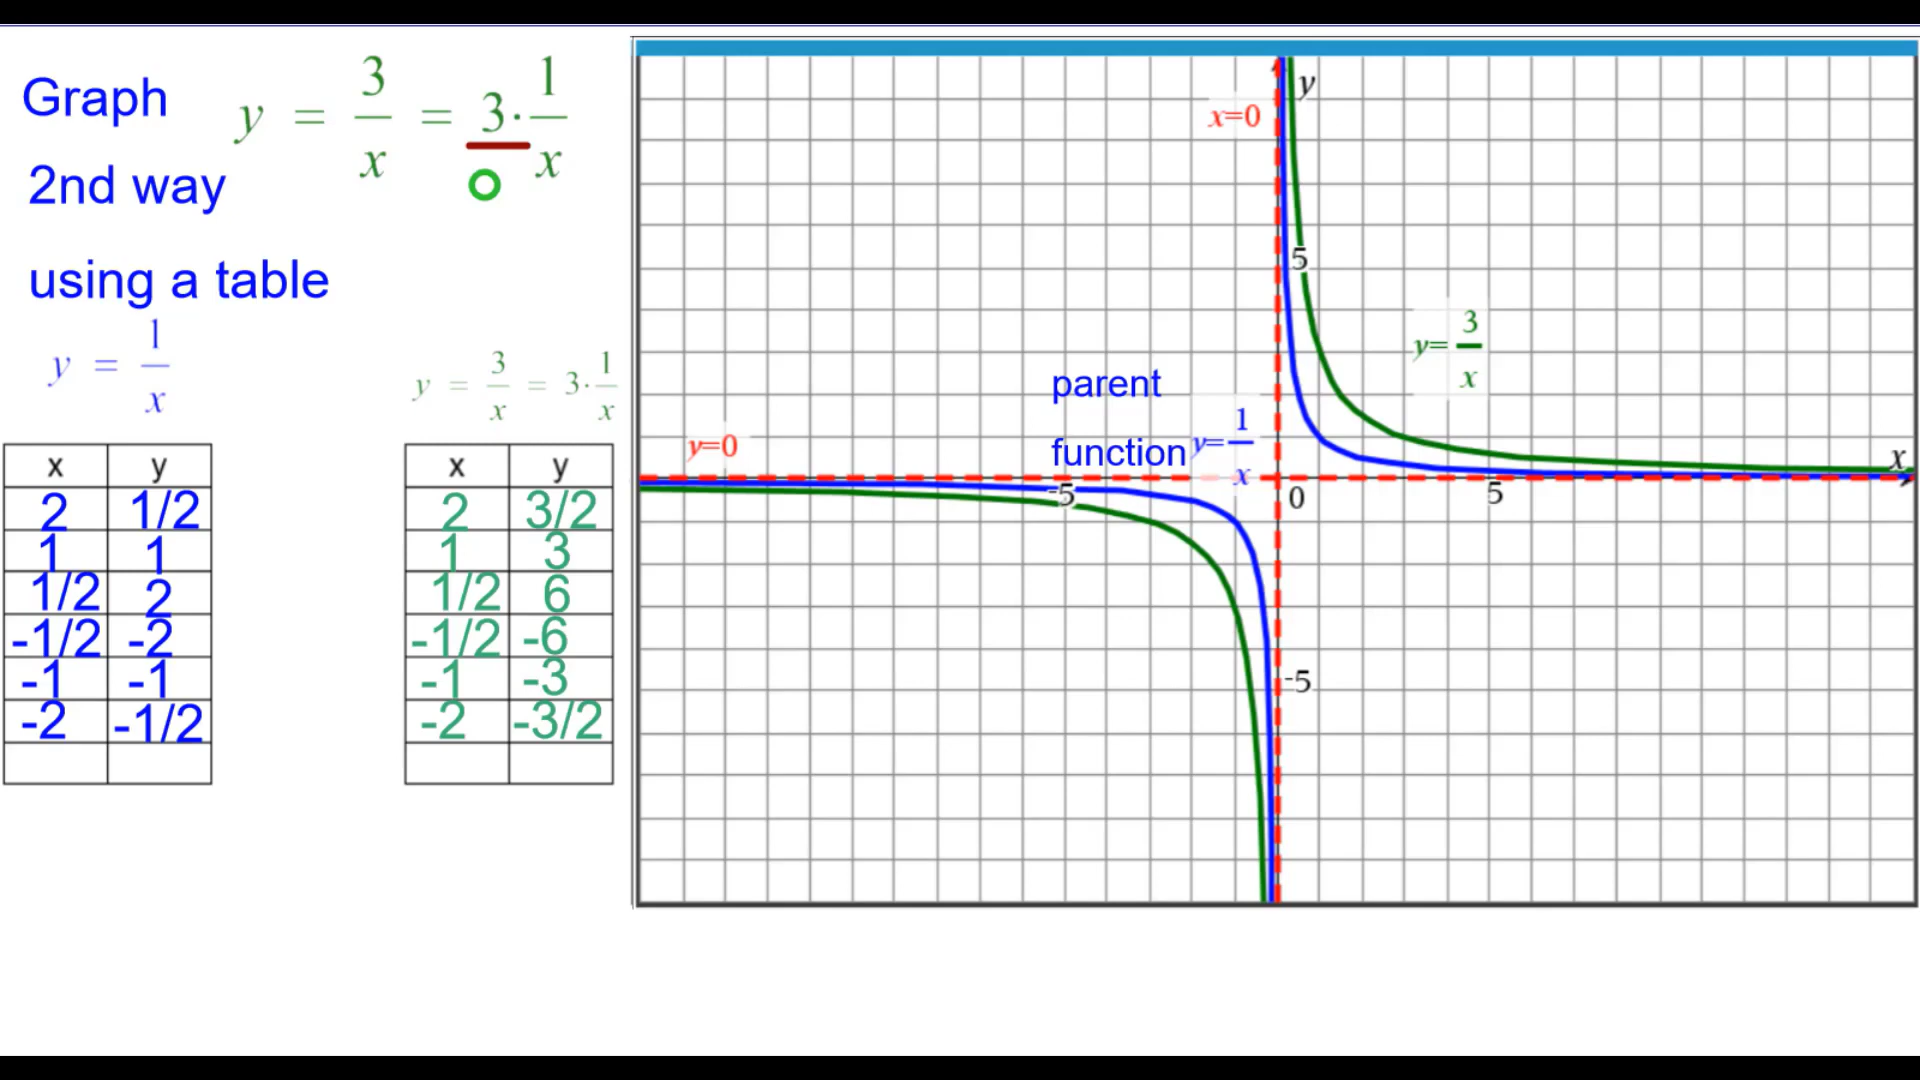 Graph y = 3/x = 3·1/x
2nd way
using a table
y = 1/x
y = 3/x = 3·1/x
x y
2 1/2
1 1
1/2 2
-1/2 -2
-1 -1
-2 -1/2
x y
2 3/2
1 3
1/2 6
-1/2 -6
-1 -3
-2 -3/2
y
x=0
5
y=3/x
parent
function
y=1/x
y=0
x
-5 0 5
-5